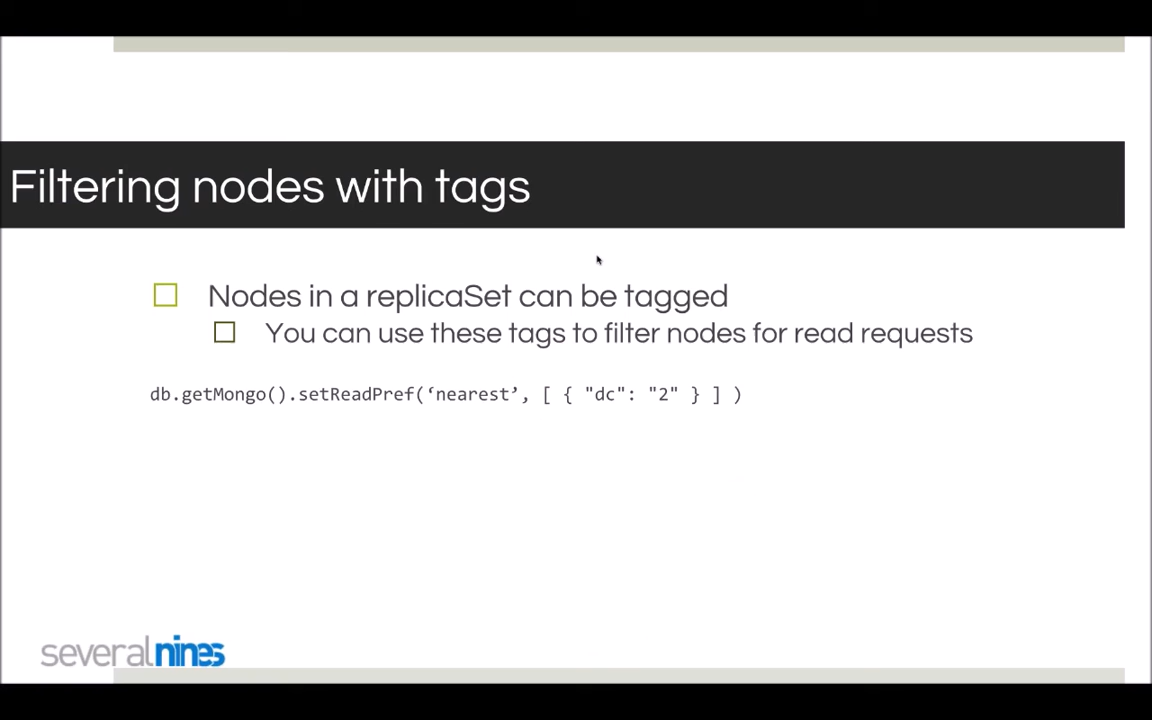 Filtering nodes with tags
Nodes in a replicaSet can be tagged
You can use these tags to filter nodes for read requests
db.getMongo().setReadPref(‘nearest’, [ { "dc": "2" } ] )
severalnines